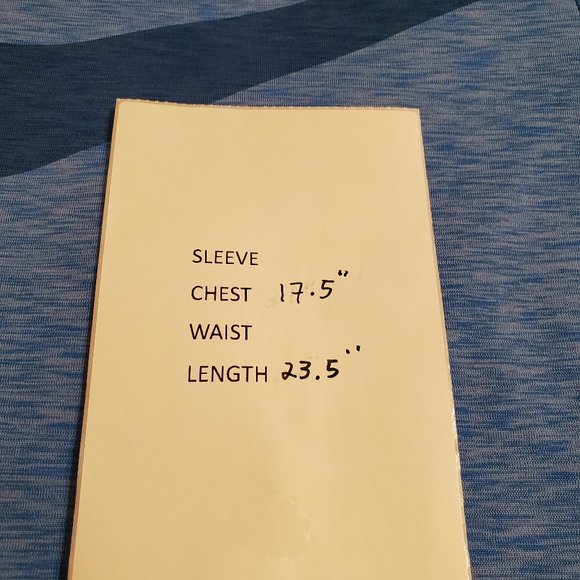 SLEEVE
CHEST 17.5"
WAIST
LENGTH 23.5"